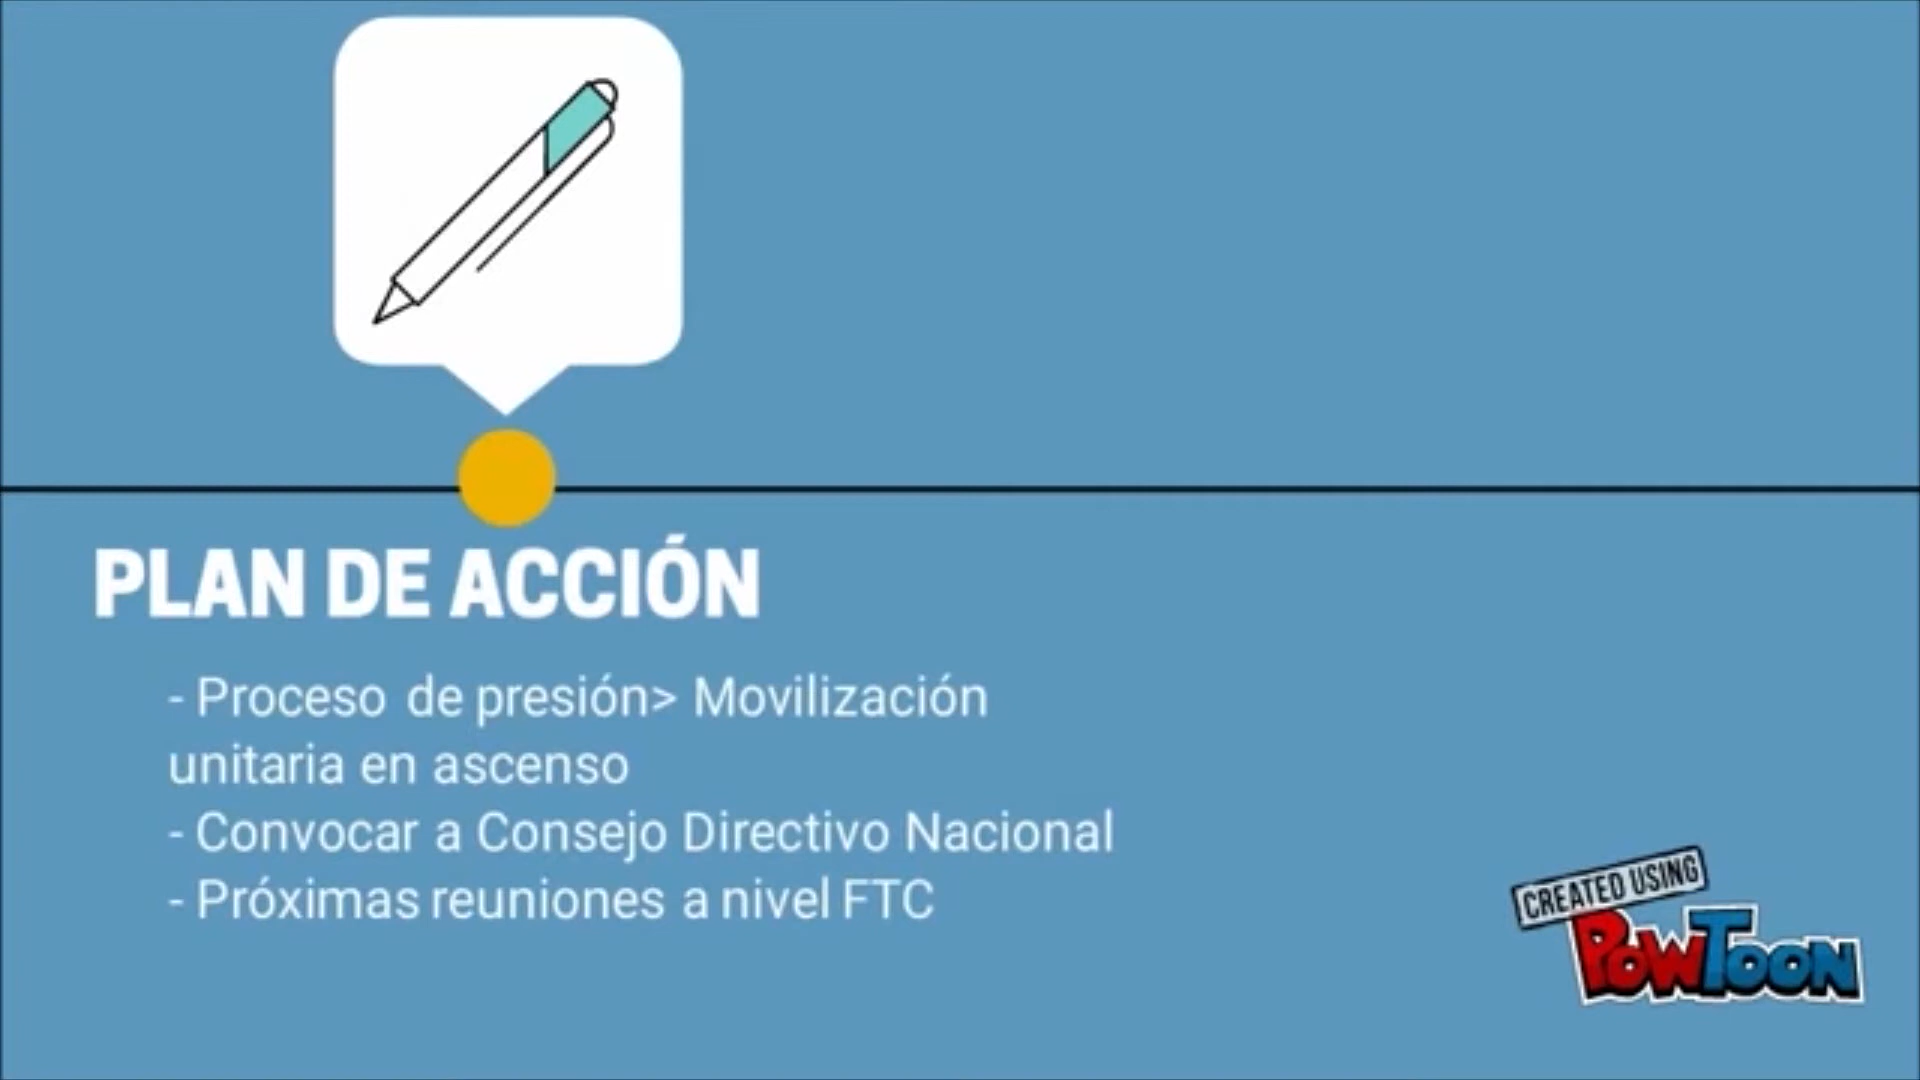 PLAN DE ACCIÓN
- Proceso de presión> Movilización
unitaria en ascenso
- Convocar a Consejo Directivo Nacional
- Próximas reuniones a nivel FTC
CREATED USING
POWTOON